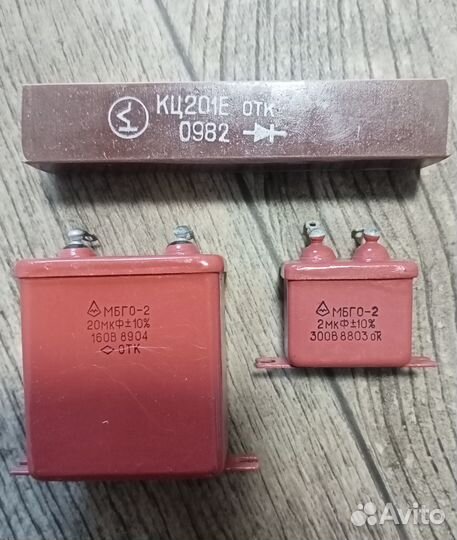 КЦ201Е ОТК
0982
МБГО-2
20мкФ±10%
160В 8904
ОТК
МБГО-2
2мкФ±10%
300В 8803 ОТК
Avito